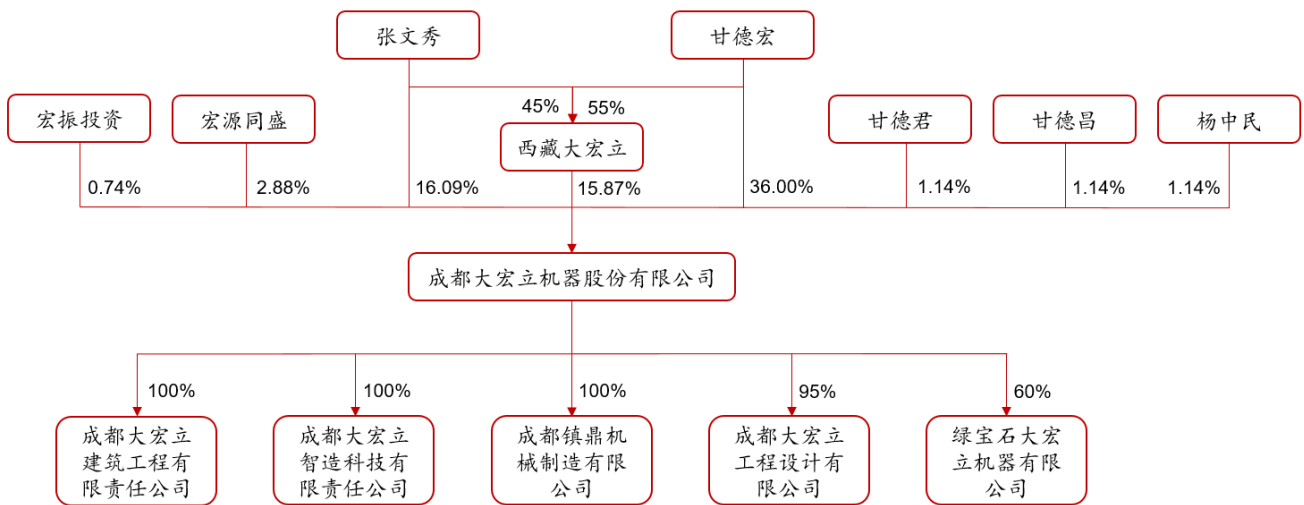 张文秀
甘德宏
45%
55%
宏振投资
宏源同盛
西藏大宏立
甘德君
甘德昌
杨中民
0.74%
2.88%
16.09%
15.87%
36.00%
1.14%
1.14%
1.14%
成都大宏立机器股份有限公司
100%
100%
100%
95%
60%
成都大宏立
建筑工程有
限责任公司
成都大宏立
智造科技有
限责任公司
成都镇鼎机
械制造有限
公司
成都大宏立
工程设计有
限公司
绿宝石大宏
立机器有限
公司